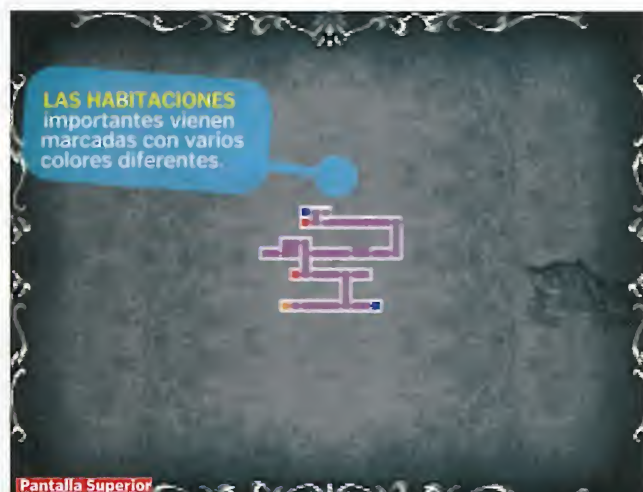 LAS HABITACIONES
importantes vienen
marcadas con varios
colores diferentes.
Pantalla Superior